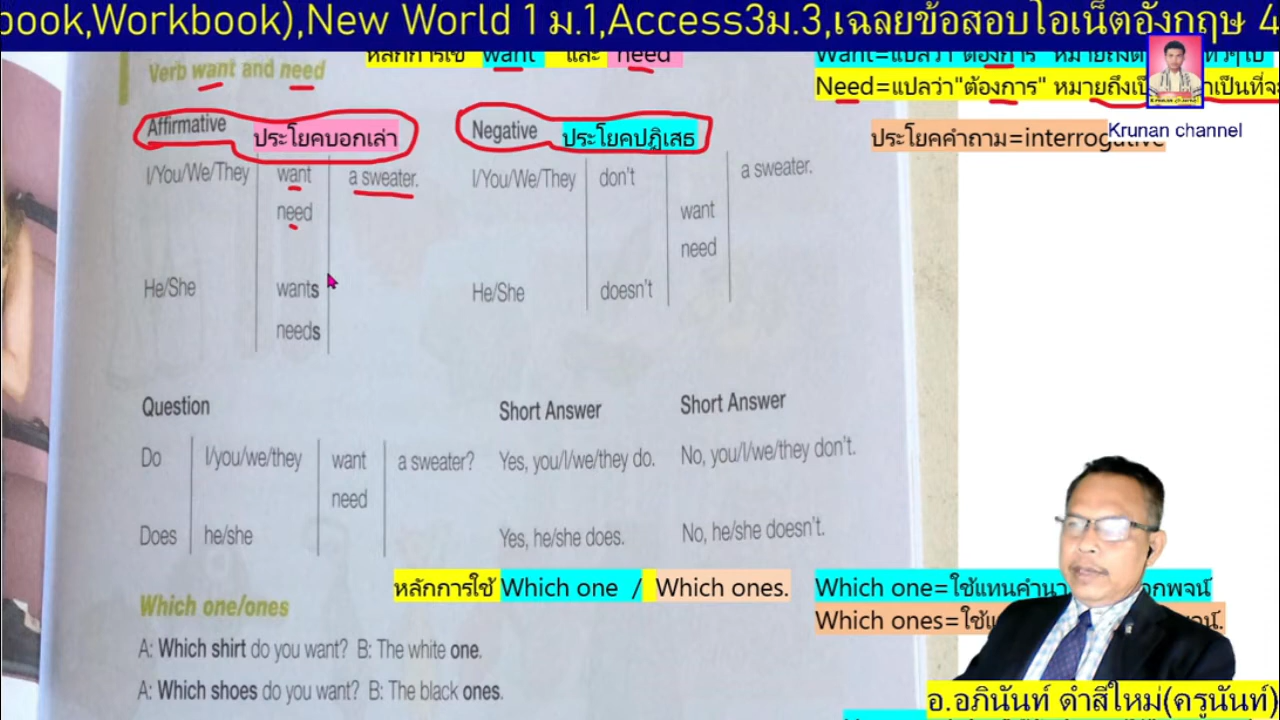 book,Workbook),New World 1 ม.1,Access3ม.3,เฉลยข้อสอบโอเน็ตอังกฤษ 4
หลักการใช้ want และ need
Want=แปลว่า"ต้องการ"
Verb want and need
Need=แปลว่า"ต้องการ"
Krunan channel
Affirmative ประโยคบอกเล่า Negative ประโยคปฏิเสธ
ประโยคคำถาม=interrogative
I/You/We/They want a sweater. I/You/We/They don't a sweater.
need want
need
He/She wants He/She doesn't
needs
Question Short Answer Short Answer
Do I/you/we/they want a sweater? Yes, you/I/we/they do. No, you/I/we/they don't.
need
Does he/she Yes, he/she does. No, he/she doesn't.
หลักการใช้ Which one / Which ones.
Which one=ใช้แทน
Which one/ones
Which ones=
A: Which shirt do you want? B: The white one.
A: Which shoes do you want? B: The black ones.
อ.อภินันท์ ดำสีใหม่(ครูนันท์)